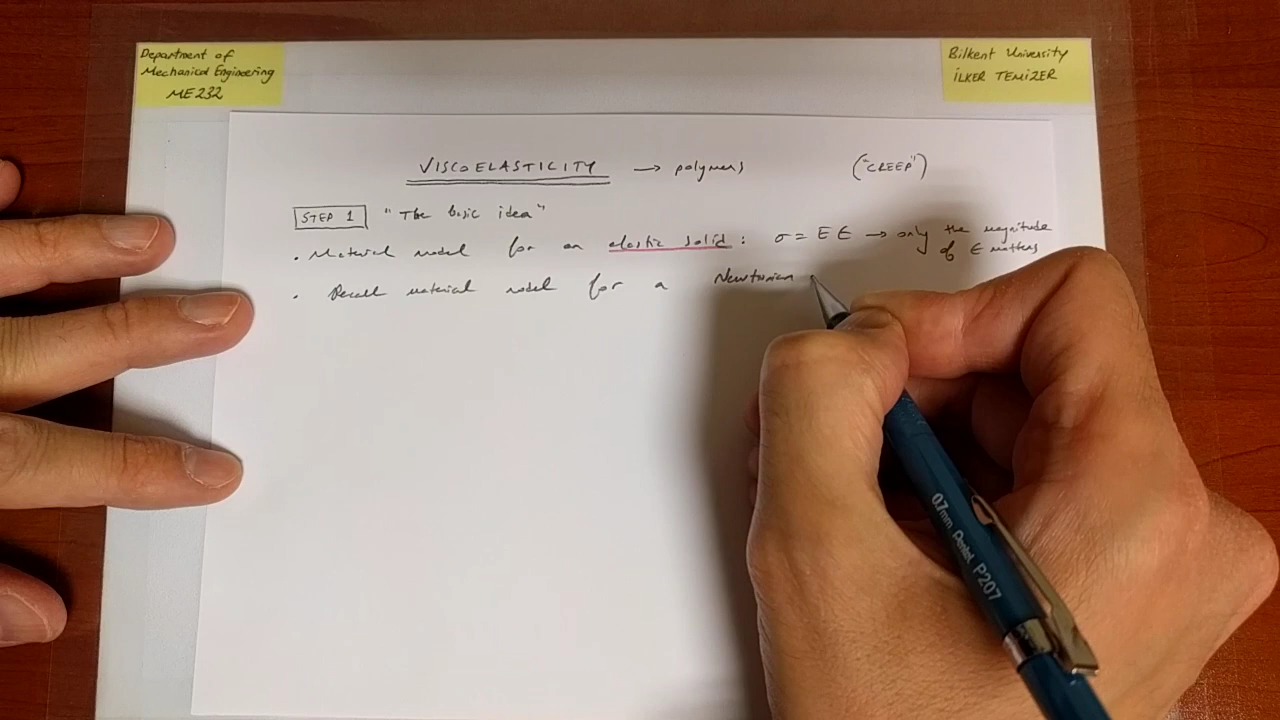 Department of
Mechanical Engineering
ME232
Bilkent University
İLKER TEMİZER
VISCOELASTICITY → polymers ("CREEP")
STEP 1 "The basic idea"
. Material model for an elastic solid : σ = E ϵ → only the magnitude
of ϵ matters
. Recall material model for a Newtonian
0.7mm Pentel P207